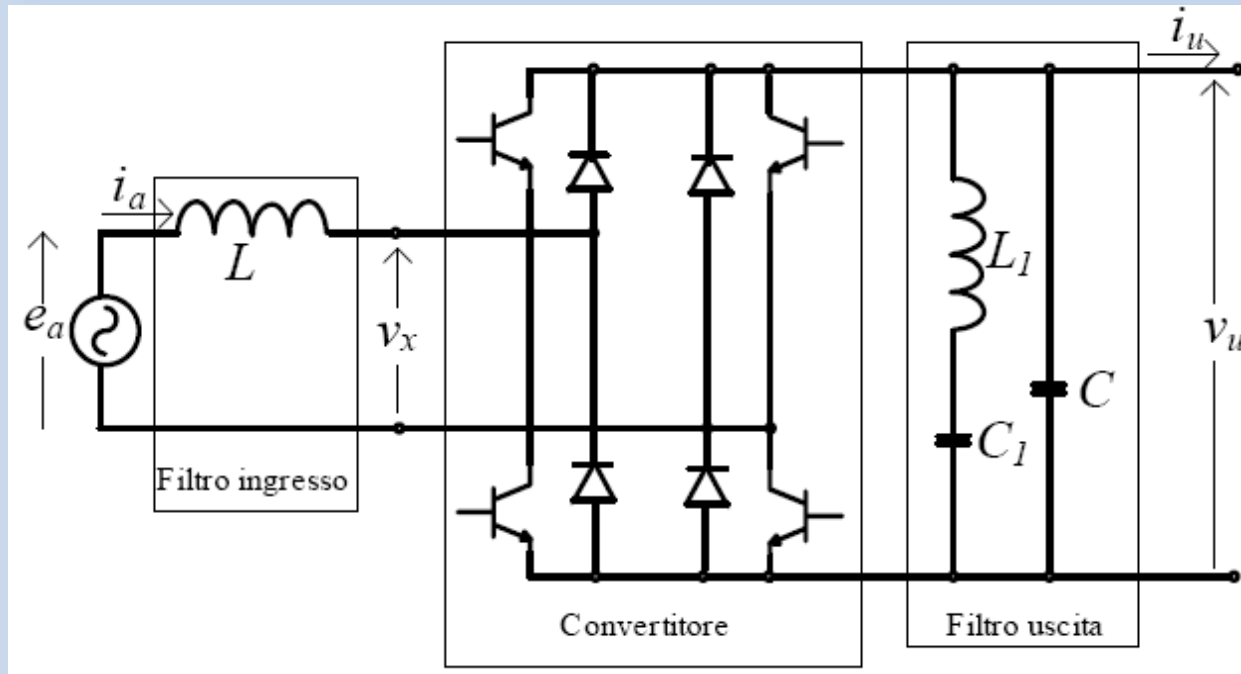 i_u
i_a
L
e_a
v_x
L_1
C_1
C
v_u
Filtro ingresso
Convertitore
Filtro uscita